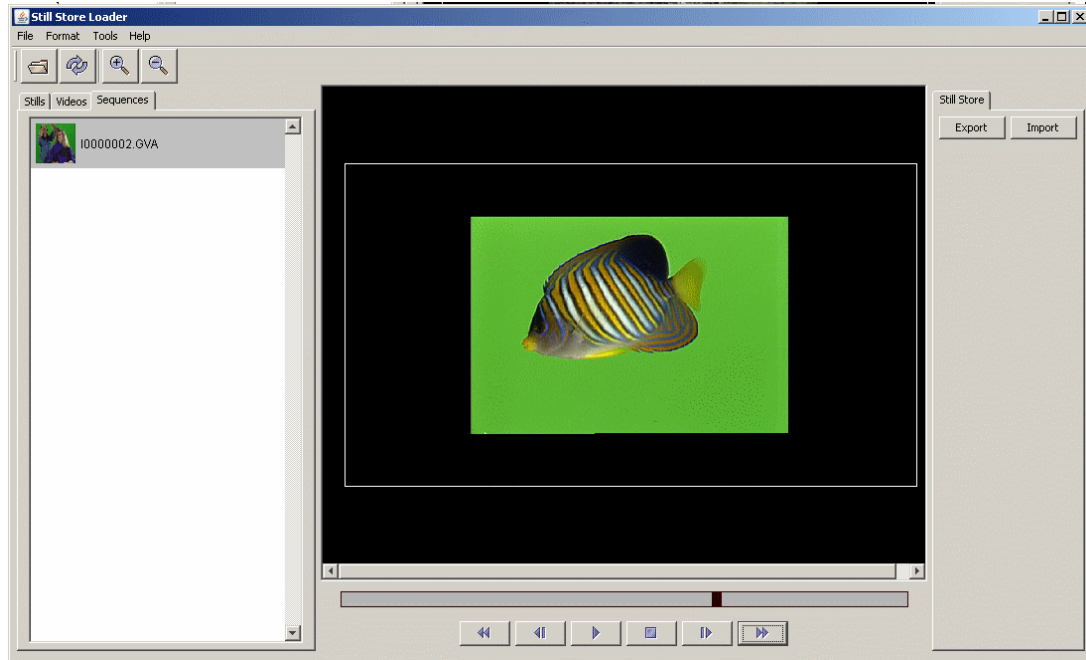 Still Store Loader
File Format Tools Help
Stills Videos Sequences
I0000002.GVA
Still Store
Export Import